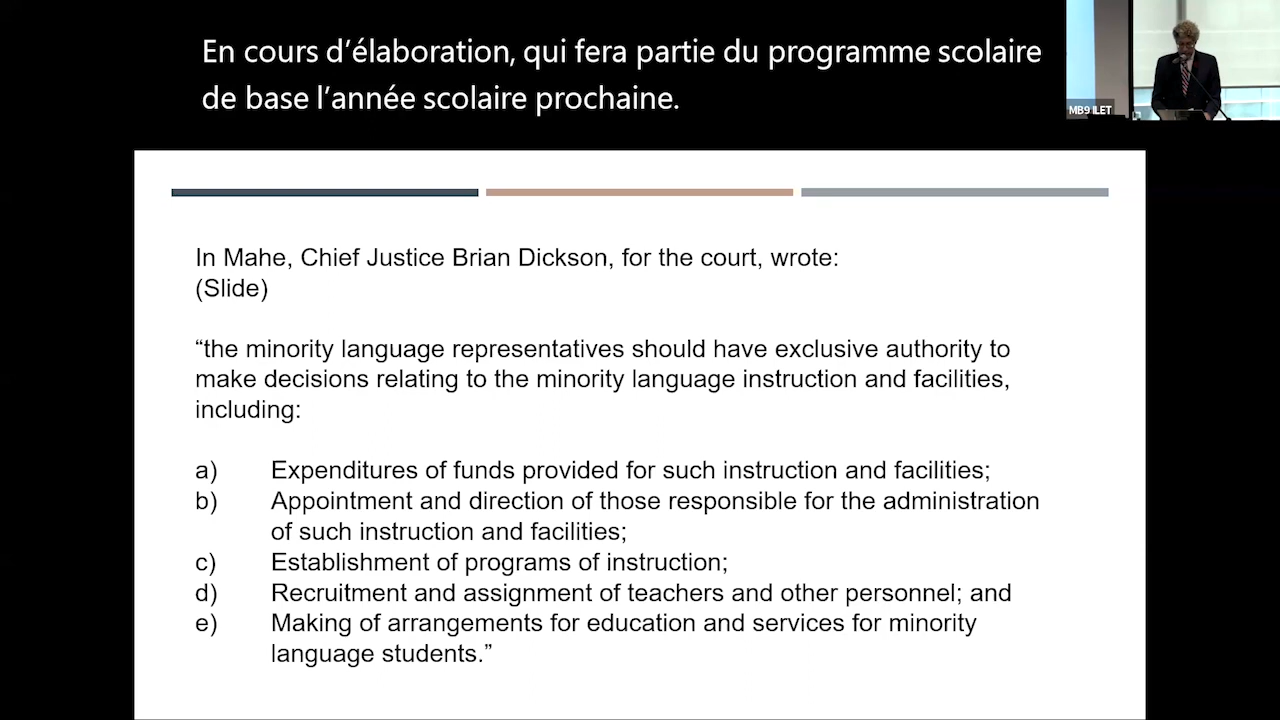 En cours d’élaboration, qui fera partie du programme scolaire
de base l’année scolaire prochaine.
MB9 ILET
In Mahe, Chief Justice Brian Dickson, for the court, wrote:
(Slide)
“the minority language representatives should have exclusive authority to
make decisions relating to the minority language instruction and facilities,
including:
a) Expenditures of funds provided for such instruction and facilities;
b) Appointment and direction of those responsible for the administration
of such instruction and facilities;
c) Establishment of programs of instruction;
d) Recruitment and assignment of teachers and other personnel; and
e) Making of arrangements for education and services for minority
language students.”